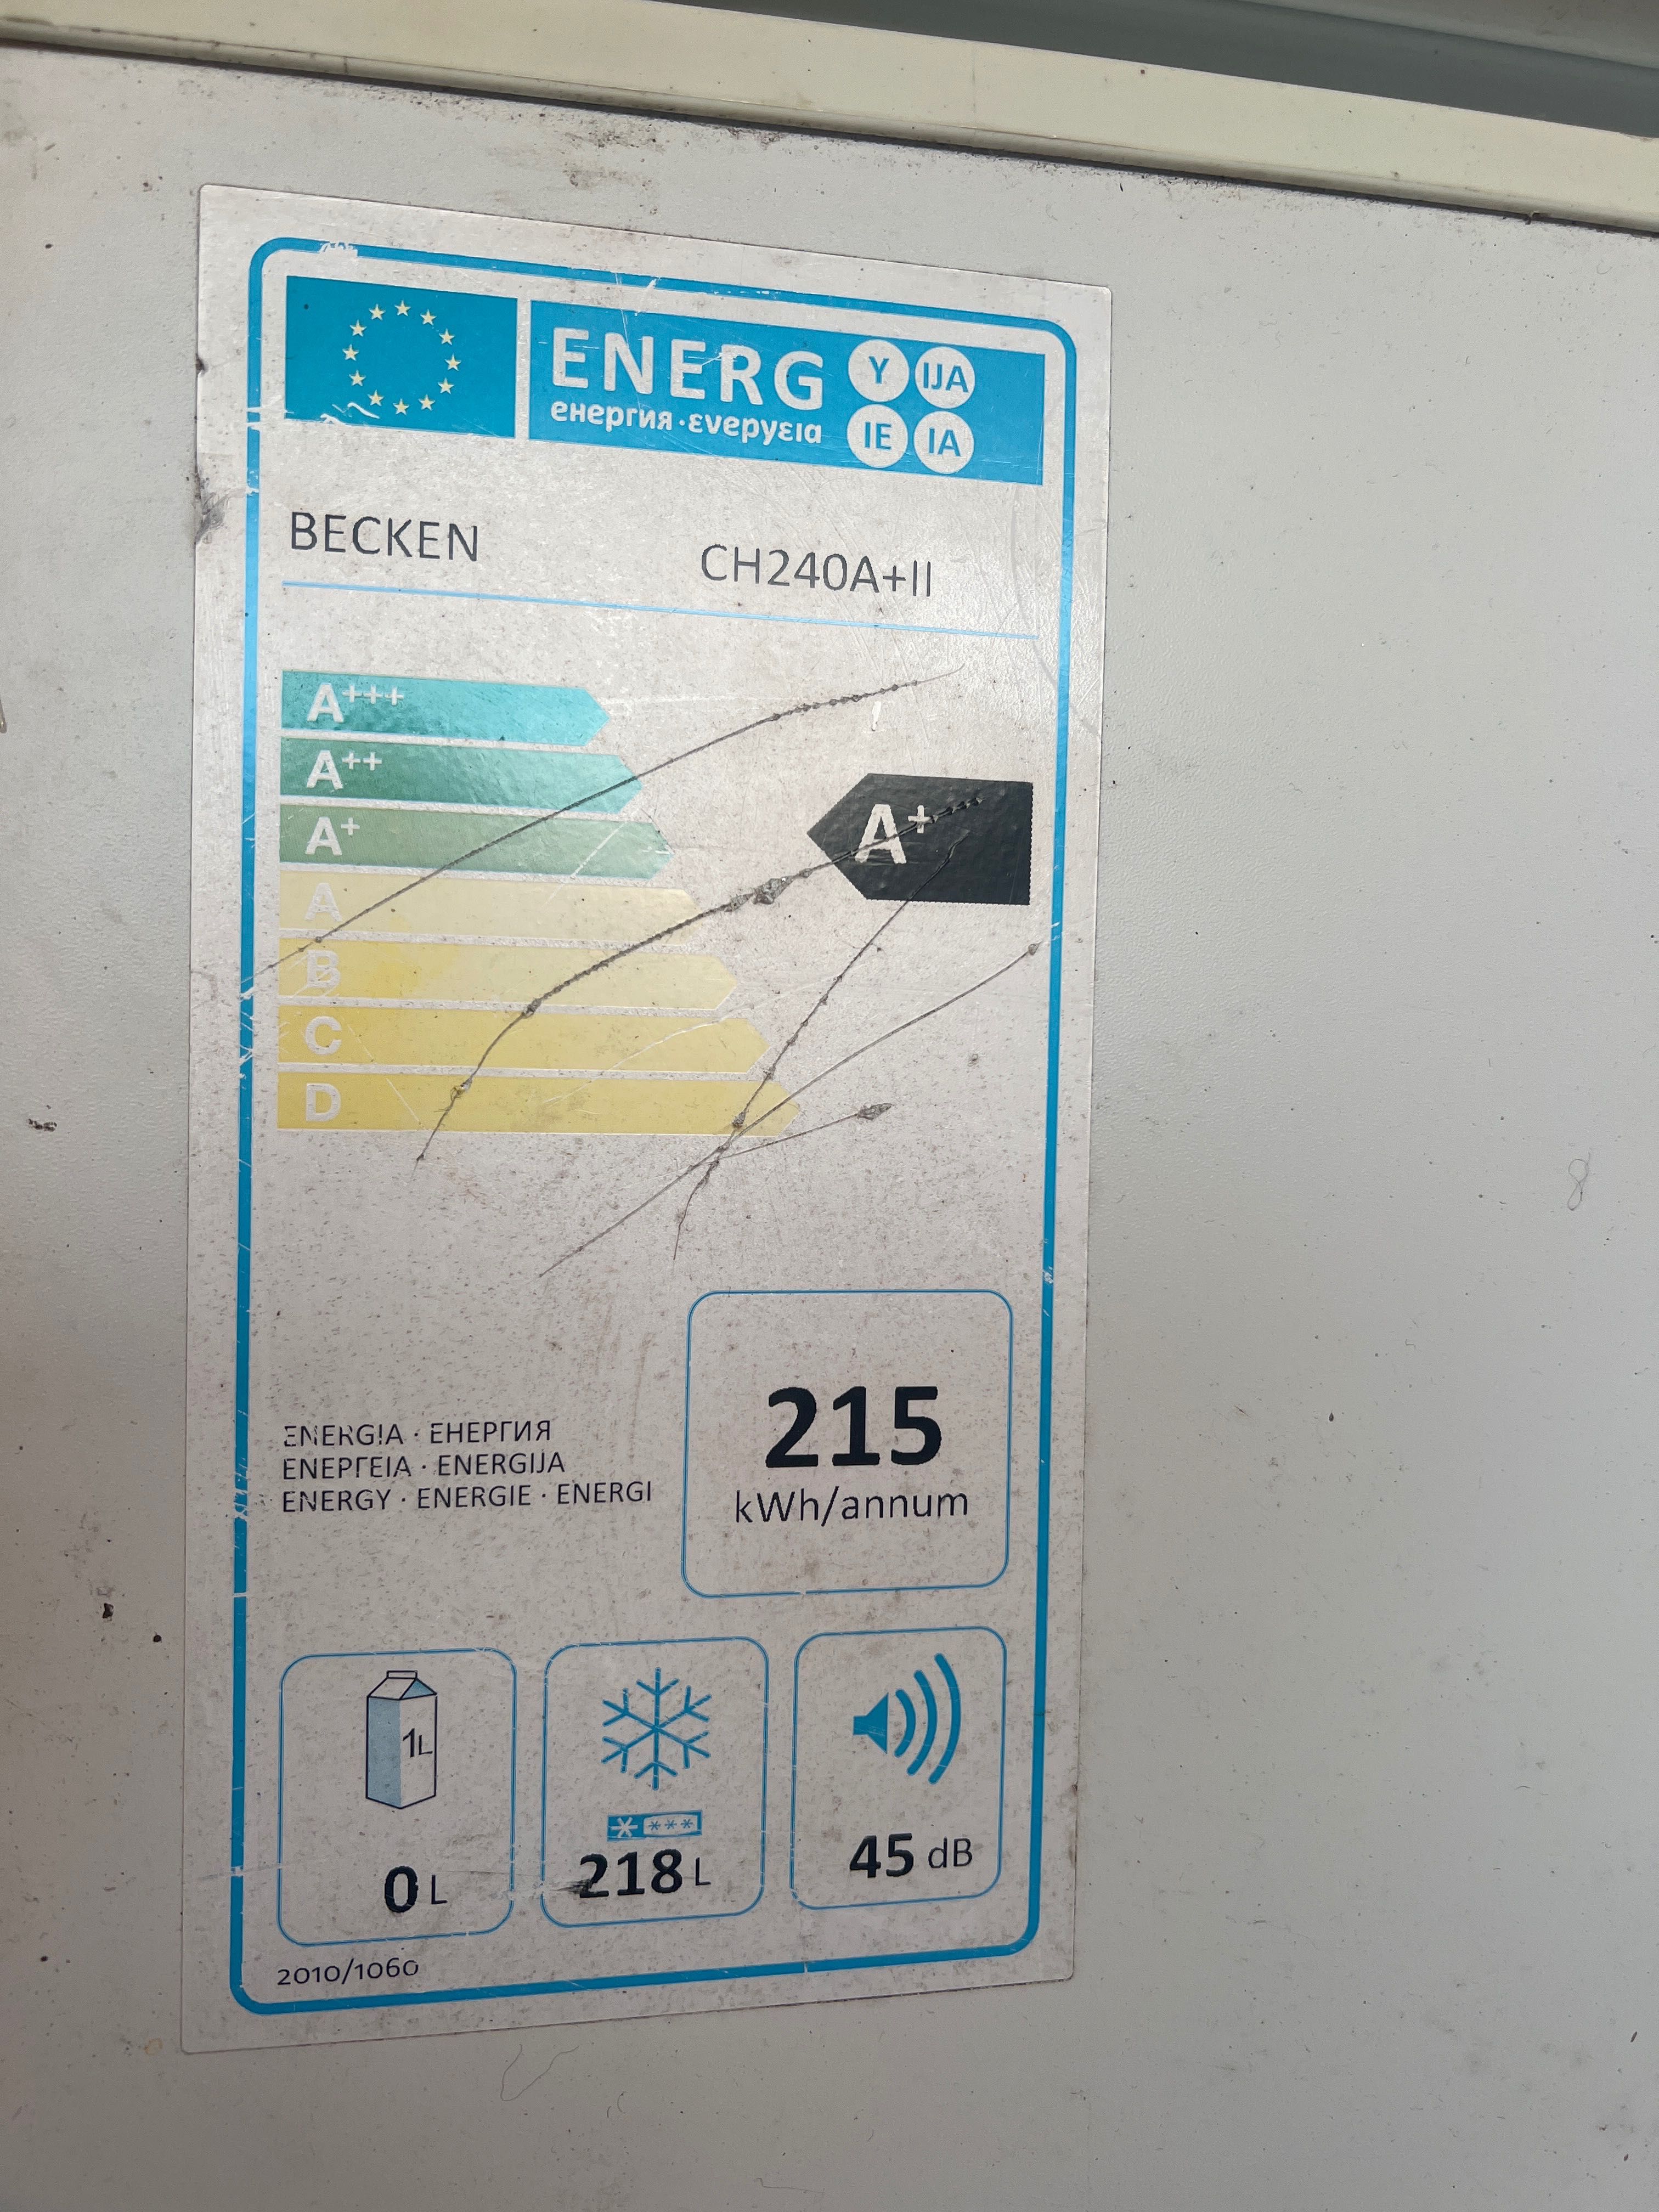 ENERG Y IJA
енергия · ενεργεια IE IA
BECKEN CH240A+II
A+++
A++
A+ A+
A
B
C
D
215
kWh/annum
ENERGIA · ЕНЕРГИЯ
ΕΝΕΡΓΕΙΑ · ENERGIJA
ENERGY · ENERGIE · ENERGI
1L
0 L 218 L 45 dB
2010/1060